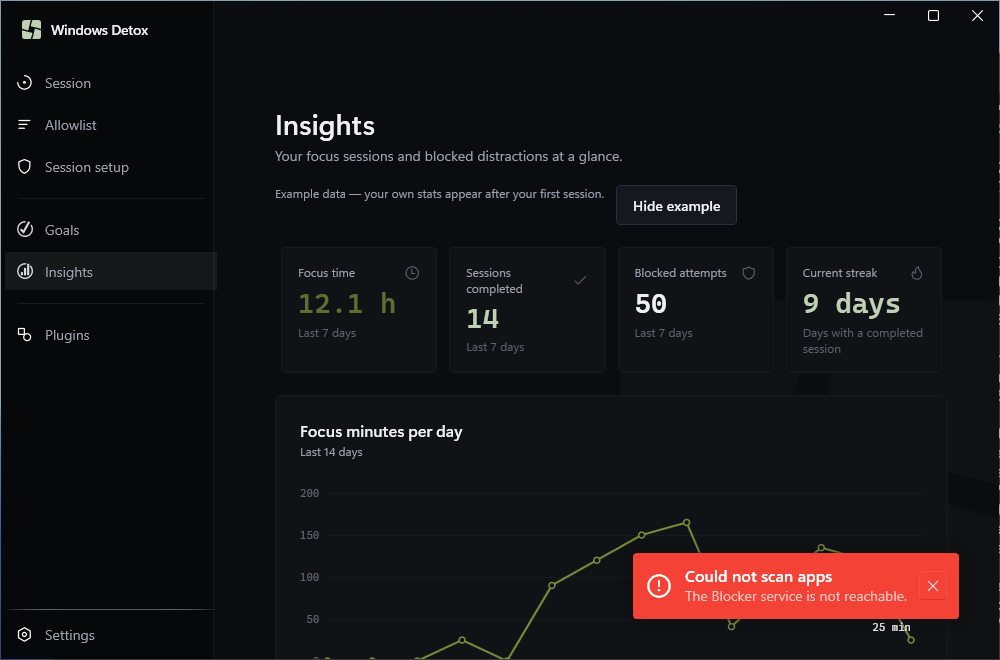 Windows Detox
Session
Allowlist
Session setup
Goals
Insights
Plugins
Settings
Insights
Your focus sessions and blocked distractions at a glance.
Example data — your own stats appear after your first session.
Hide example
Focus time
12.1 h
Last 7 days
Sessions
completed
14
Last 7 days
Blocked attempts
50
Last 7 days
Current streak
9 days
Days with a completed
session
Focus minutes per day
Last 14 days
200
150
100
50
0
Could not scan apps
The Blocker service is not reachable.
25 min